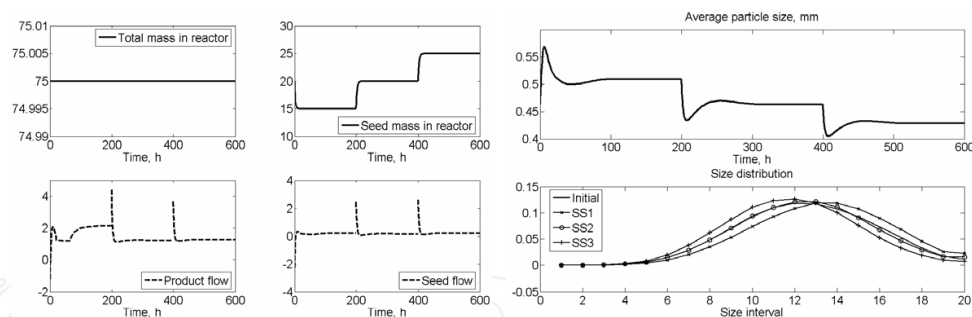 75.01
75.005
75
74.995
74.99
Total mass in reactor
0 200 400 600
Time, h
30
25
20
15
10
Seed mass in reactor
0 200 400 600
Time, h
4
2
0
-2
Product flow
0 200 400 600
Time, h
4
2
0
-2
-4
Seed flow
0 200 400 600
Time, h
Average particle size, mm
0.55
0.5
0.45
0.4
0 100 200 300 400 500 600
Time, h
Size distribution
0.15
0.1
0.05
0
-0.05
Initial
SS1
SS2
SS3
0 2 4 6 8 10 12 14 16 18 20
Size interval